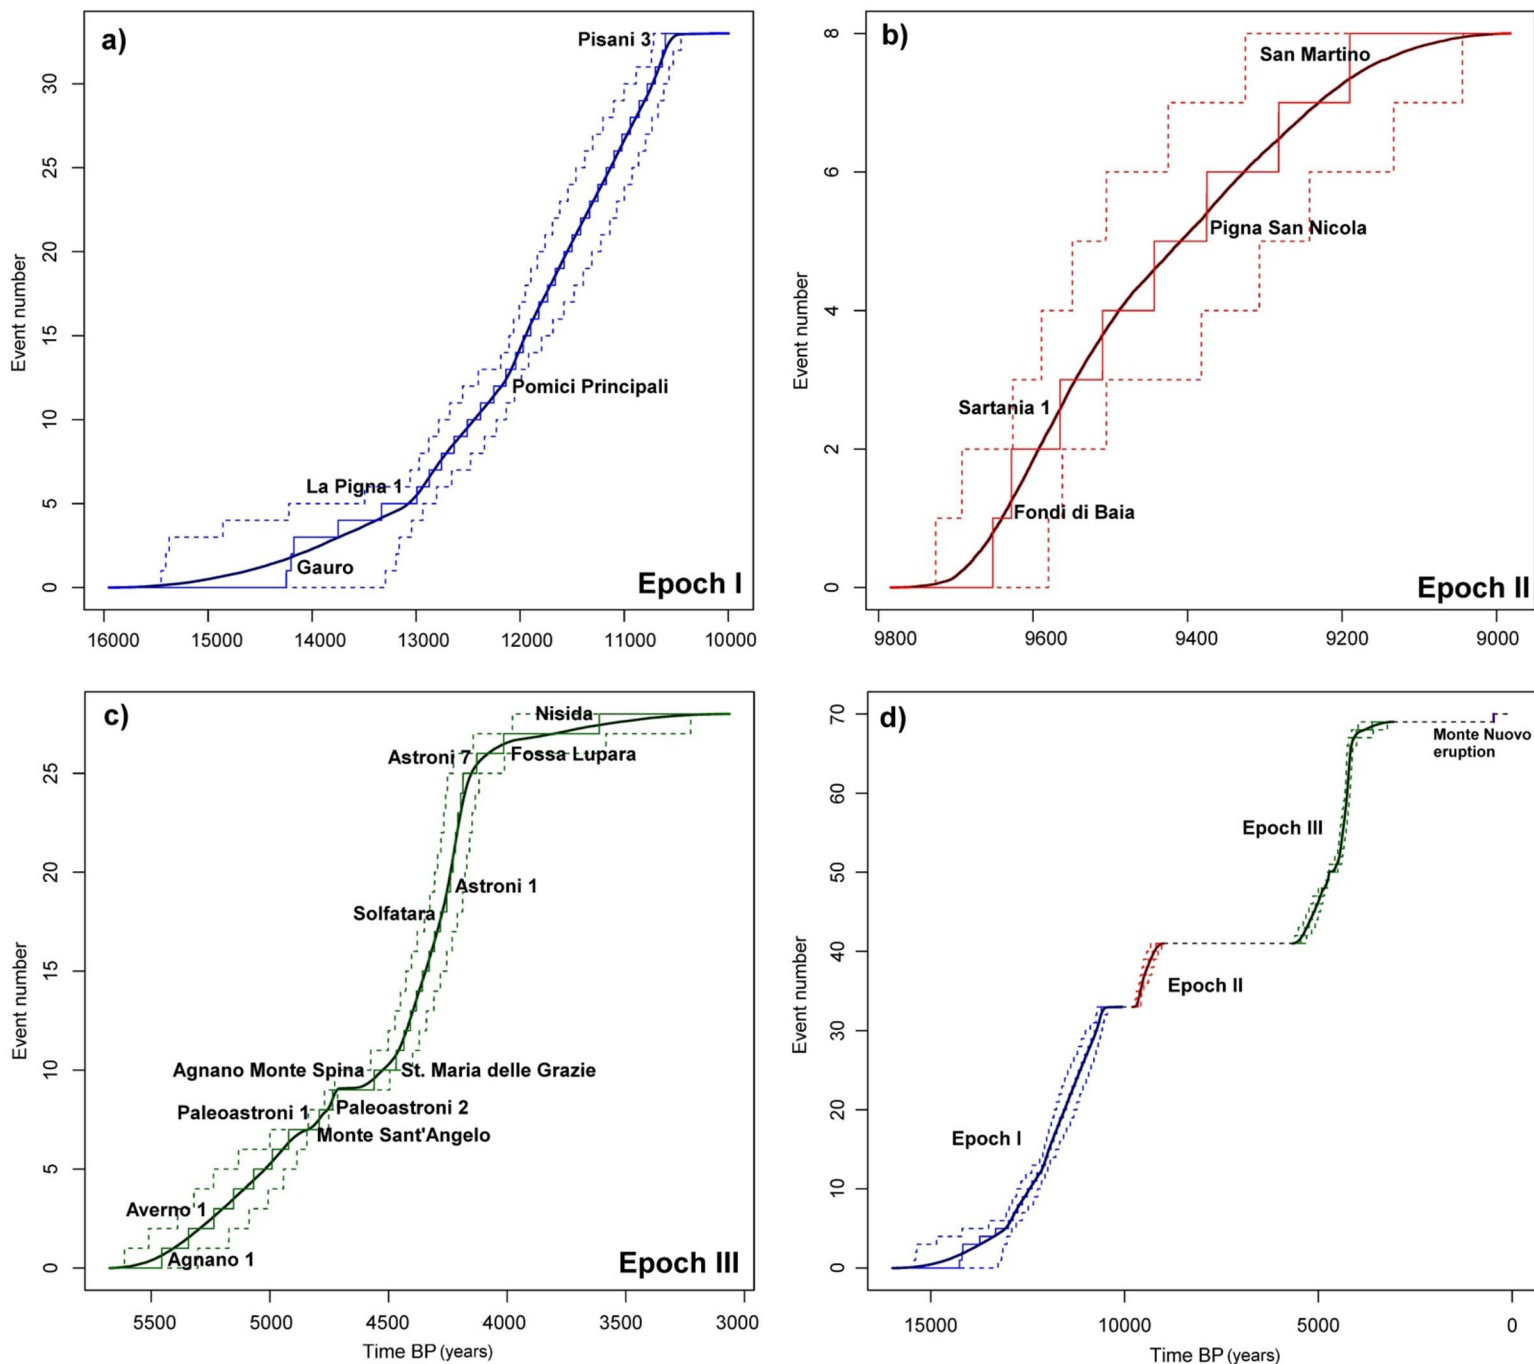 a)
Pisani 3
Pomici Principali
La Pigna 1
Gauro
Epoch I
Event number
0
5
10
15
20
25
30
16000
15000
14000
13000
12000
11000
10000
b)
San Martino
Pigna San Nicola
Sartania 1
Fondi di Baia
Epoch II
Event number
0
2
4
6
8
9800
9600
9400
9200
9000
c)
Nisida
Astroni 7
Fossa Lupara
Astroni 1
Solfatara
Agnano Monte Spina
St. Maria delle Grazie
Paleoastroni 1
Paleoastroni 2
Monte Sant'Angelo
Averno 1
Agnano 1
Epoch III
Event number
0
5
10
15
20
25
5500
5000
4500
4000
3500
3000
Time BP (years)
d)
Monte Nuovo
eruption
Epoch III
Epoch II
Epoch I
Event number
0
10
20
30
40
50
60
70
15000
10000
5000
0
Time BP (years)